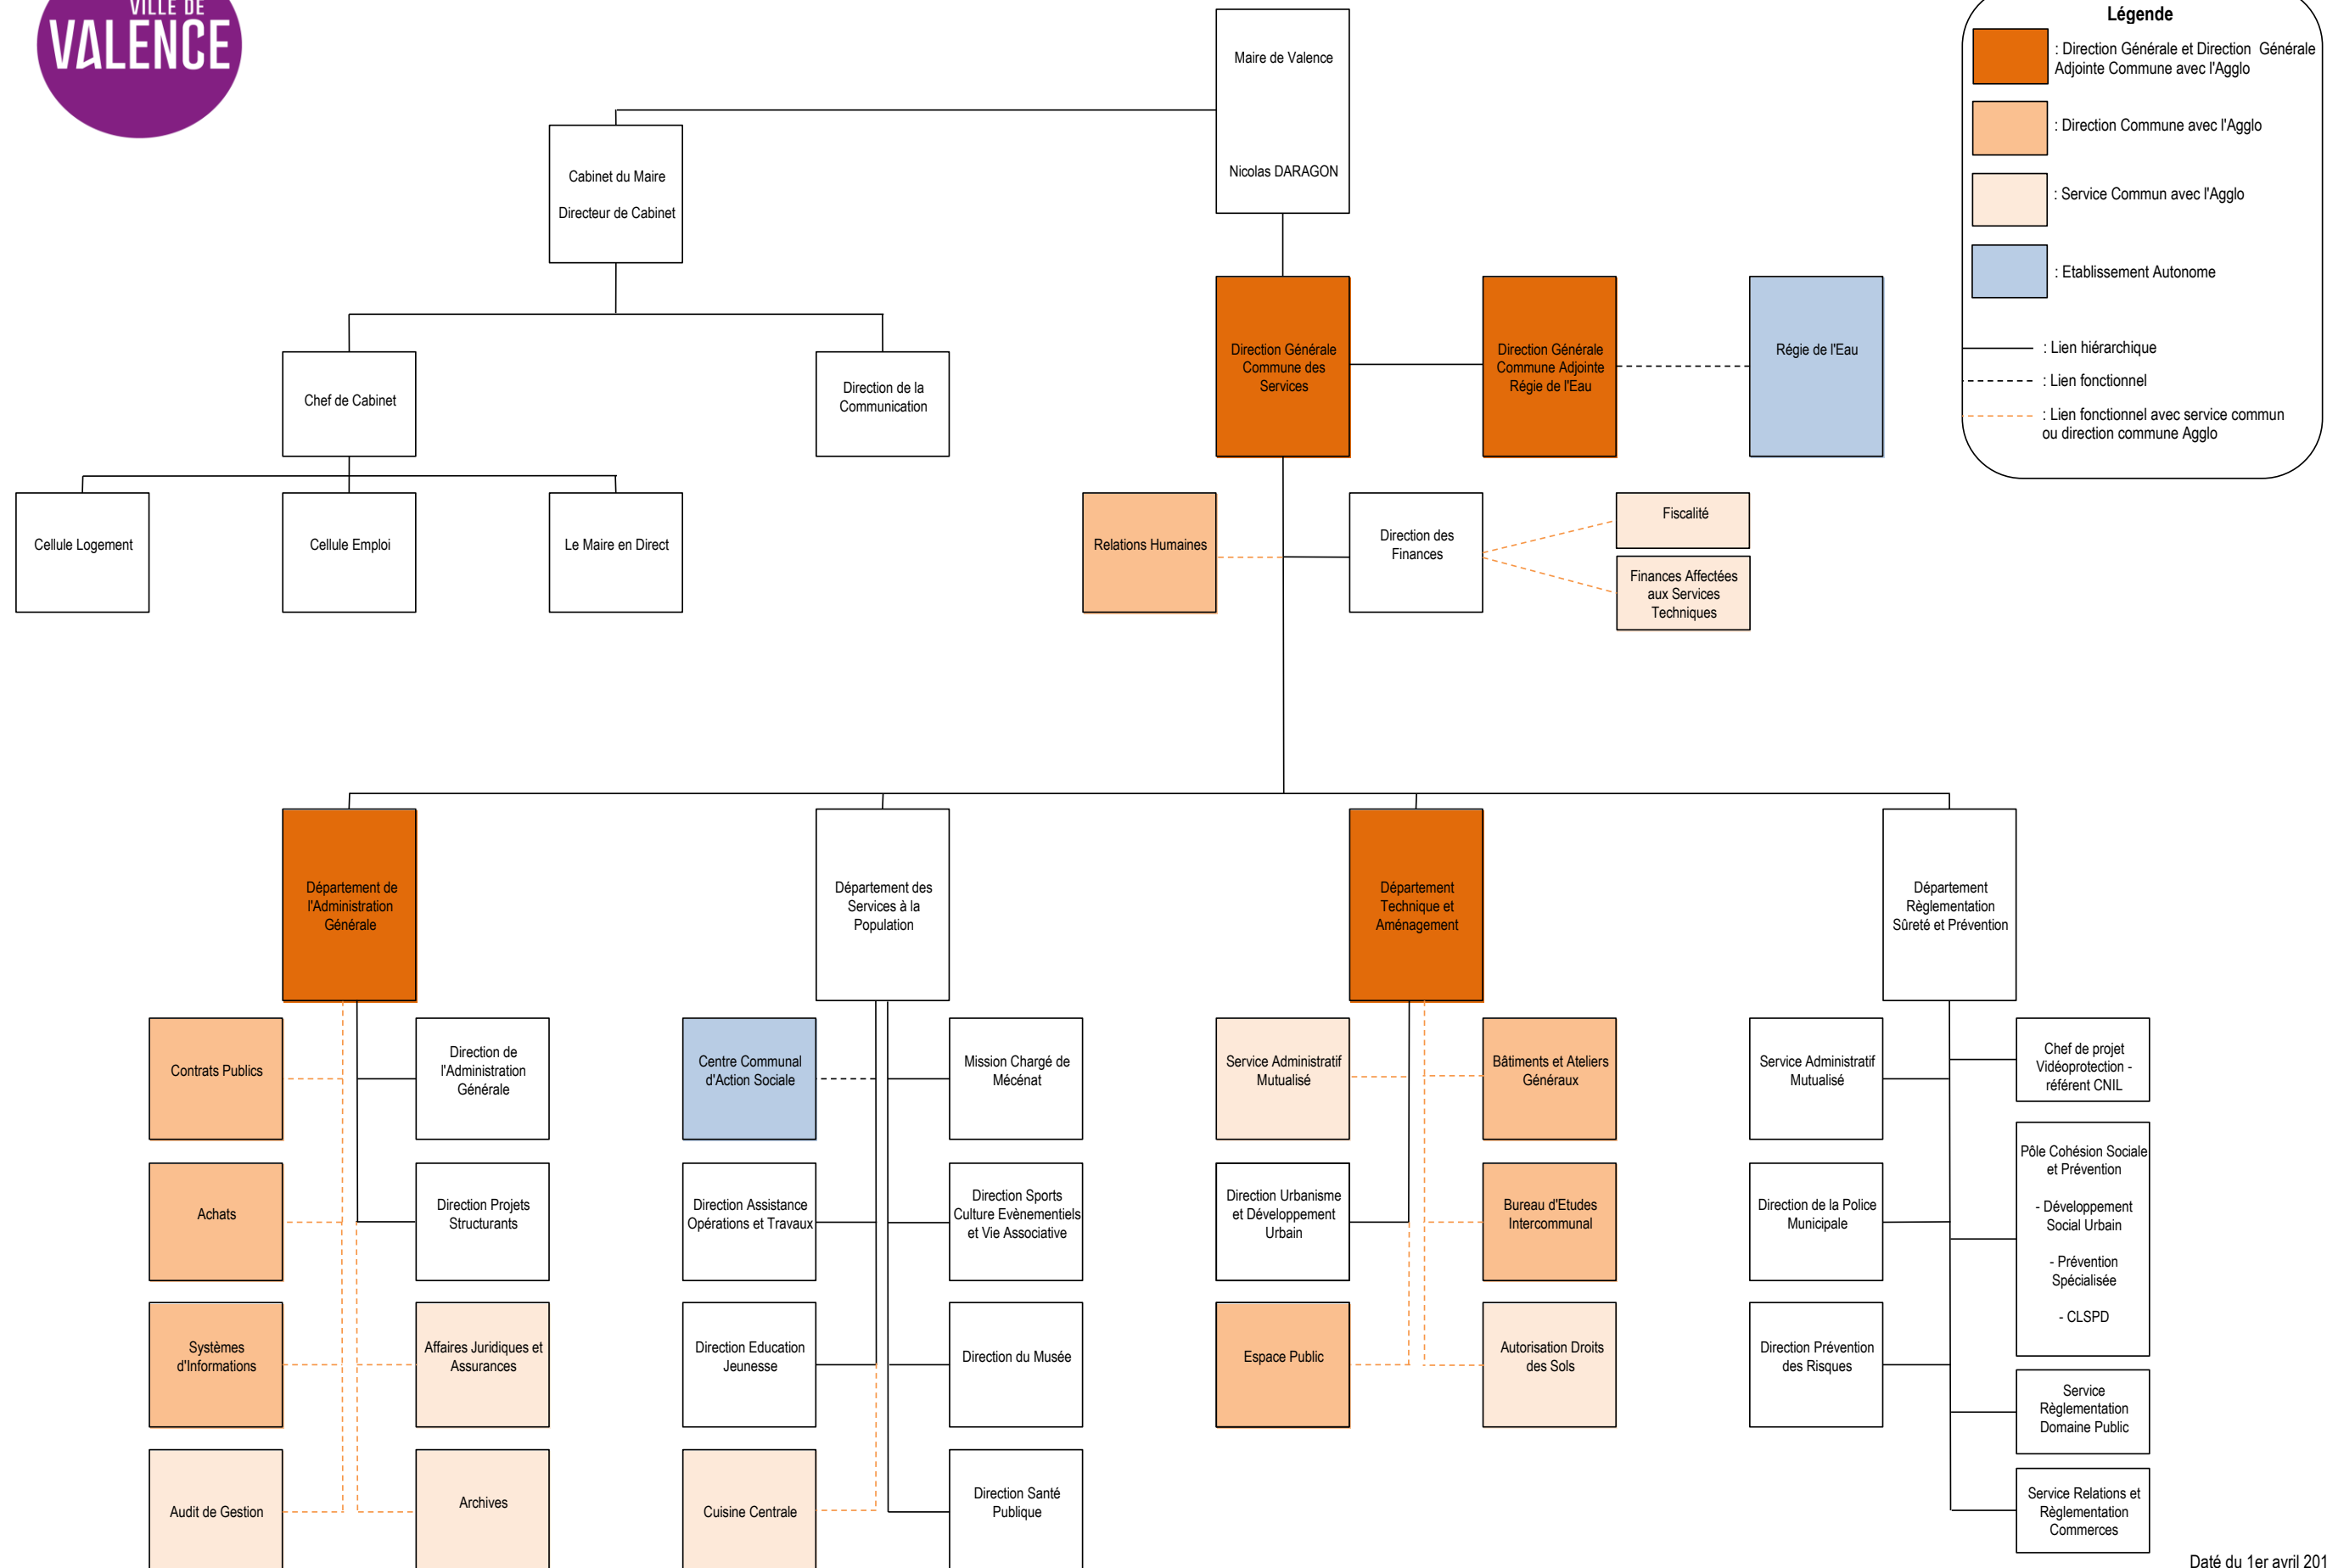 VILLE DE
VALENCE
Maire de Valence
Nicolas DARAGON
Légende
: Direction Générale et Direction Générale
Adjointe Commune avec l'Agglo
: Direction Commune avec l'Agglo
: Service Commun avec l'Agglo
: Etablissement Autonome
: Lien hiérarchique
: Lien fonctionnel
: Lien fonctionnel avec service commun
ou direction commune Agglo
Cabinet du Maire
Directeur de Cabinet
Chef de Cabinet
Direction de la
Communication
Cellule Logement
Cellule Emploi
Le Maire en Direct
Direction Générale
Commune des
Services
Direction Générale
Commune Adjointe
Régie de l'Eau
Régie de l'Eau
Relations Humaines
Direction des
Finances
Fiscalité
Finances Affectées
aux Services
Techniques
Département de
l'Administration
Générale
Département des
Services à la
Population
Département
Technique et
Aménagement
Département
Règlementation
Sûreté et Prévention
Contrats Publics
Direction de
l'Administration
Générale
Achats
Direction Projets
Structurants
Systèmes
d'Informations
Affaires Juridiques et
Assurances
Audit de Gestion
Archives
Centre Communal
d'Action Sociale
Mission Chargé de
Mécénat
Direction Assistance
Opérations et Travaux
Direction Sports
Culture Evènementiels
et Vie Associative
Direction Education
Jeunesse
Direction du Musée
Cuisine Centrale
Direction Santé
Publique
Service Administratif
Mutualisé
Bâtiments et Ateliers
Généraux
Direction Urbanisme
et Développement
Urbain
Bureau d'Etudes
Intercommunal
Espace Public
Autorisation Droits
des Sols
Service Administratif
Mutualisé
Chef de projet
Vidéoprotection -
référent CNIL
Direction de la Police
Municipale
Pôle Cohésion Sociale
et Prévention
- Développement
Social Urbain
- Prévention
Spécialisée
- CLSPD
Direction Prévention
des Risques
Service
Règlementation
Domaine Public
Service Relations et
Règlementation
Commerces
Daté du 1er avril 201